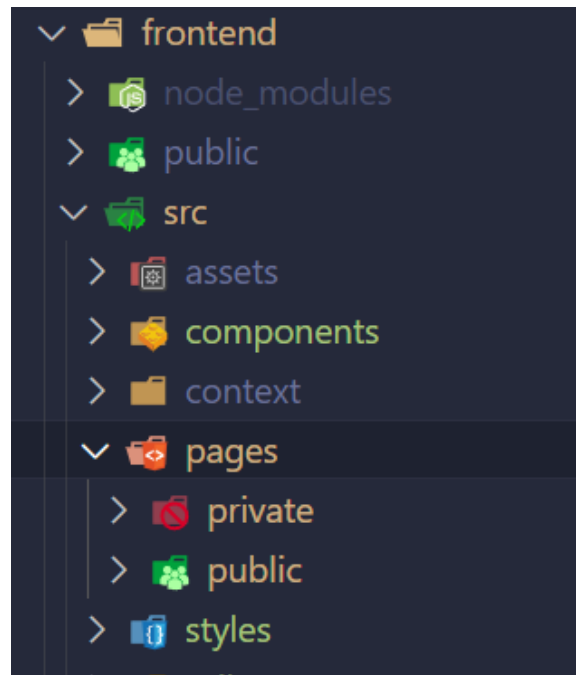 frontend
node_modules
public
src
assets
components
context
pages
private
public
styles